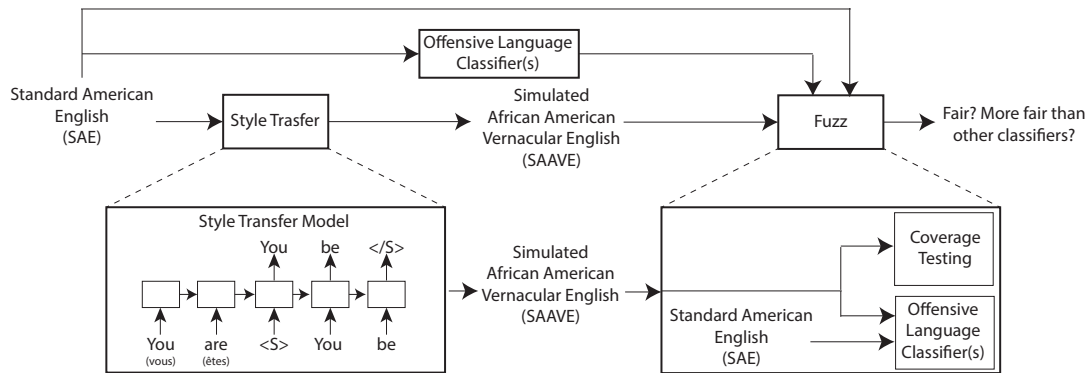 Offensive Language
Classifier(s)
Standard American
English
(SAE)
Style Trasfer
Simulated
African American
Vernacular English
(SAAVE)
Fuzz
Fair? More fair than
other classifiers?
Style Transfer Model
You be </S>
You are <S> You be
(vous) (êtes)
Simulated
African American
Vernacular English
(SAAVE)
Coverage
Testing
Standard American
English
(SAE)
Offensive
Language
Classifier(s)